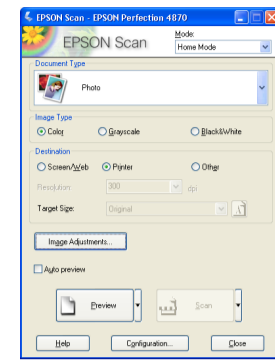 EPSON Scan - EPSON Perfection 4870
EPSON Scan
Mode:
Home Mode
Document Type
Photo
Image Type
Color Grayscale Black&White
Destination
Screen/Web Printer Other
Resolution: 300 dpi
Target Size: Original
Image Adjustments...
Auto preview
Preview Scan
Help Configuration... Close